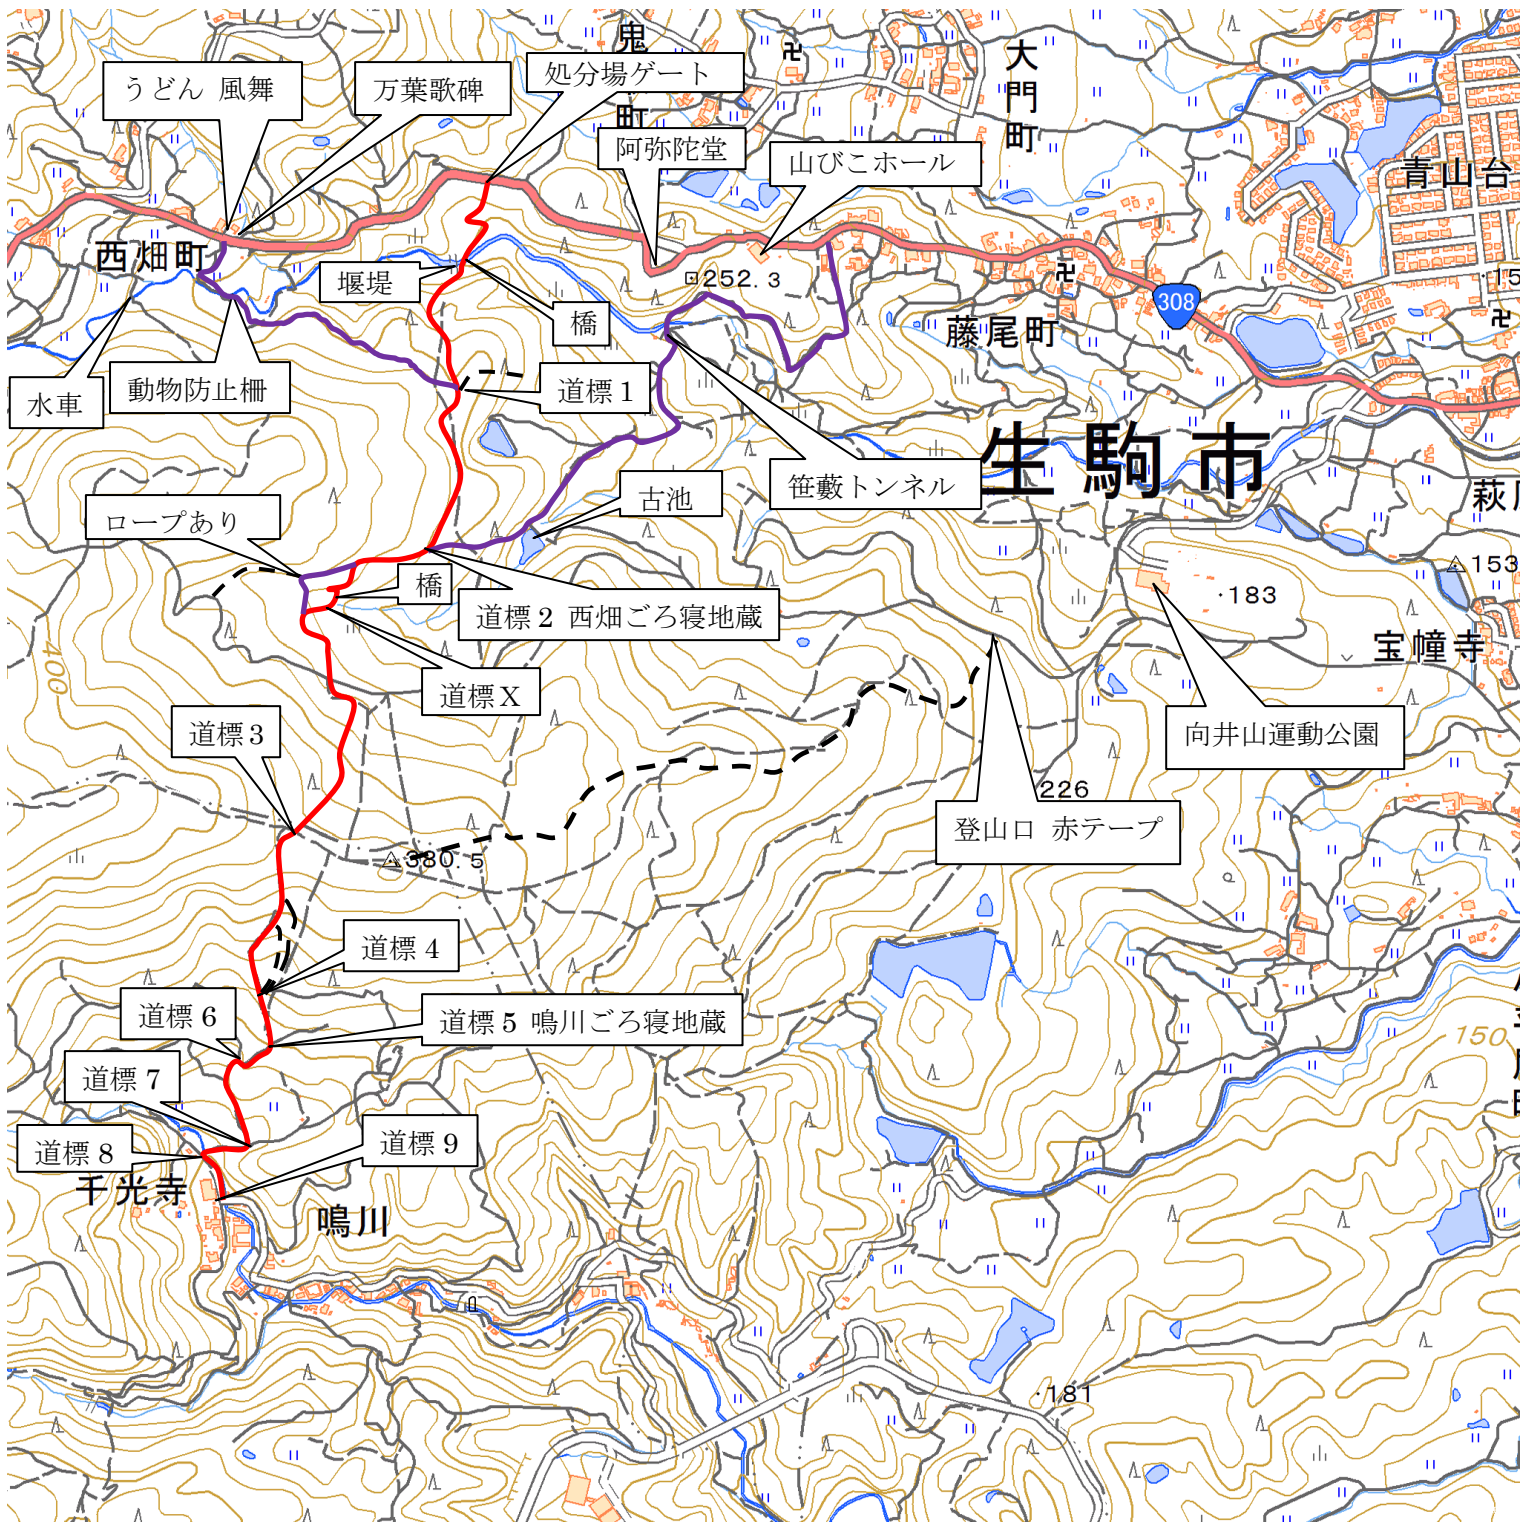 鬼
町
大
門
町
処分場ゲート
うどん 風舞
万葉歌碑
阿弥陀堂
山びこホール
青山台
西畑町
堰堤
252.3
橋
308
15
藤尾町
水車
動物防止柵
道標1
生駒市
笹藪トンネル
古池
萩
ロープあり
153
橋
道標2 西畑ごろ寝地蔵
183
宝幢寺
400
道標X
道標3
向井山運動公園
226
登山口 赤テープ
380.5
道標4
道標6
道標5 鳴川ごろ寝地蔵
150
道標7
道標8
道標9
千光寺
鳴川
181